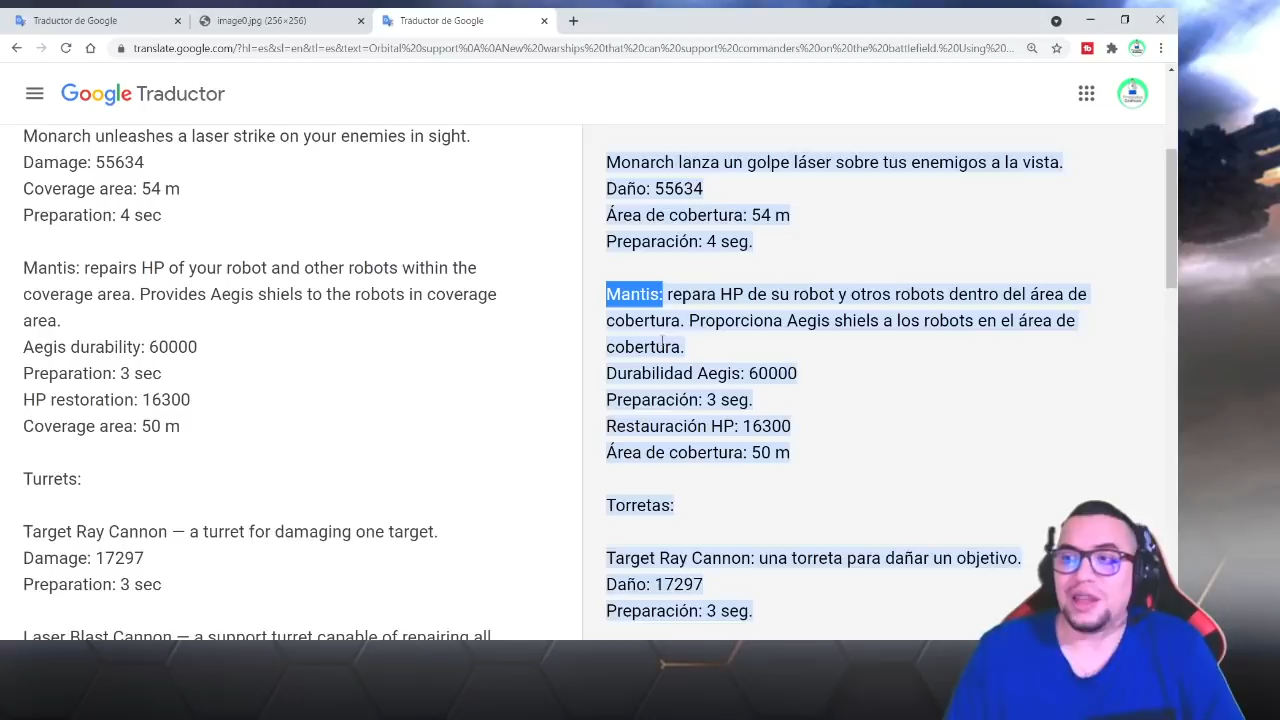 Traductor de Google
image0.jpg (256×256)
Traductor de Google
translate.google.com/?hl=es&sl=en&tl=es&text=Orbital%20support%0A%0ANew%20warships%20that%20can%20support%20commanders%20on%20the%20battlefield.%20Using%20...
Google Traductor
Monarch unleashes a laser strike on your enemies in sight.
Damage: 55634
Coverage area: 54 m
Preparation: 4 sec
Mantis: repairs HP of your robot and other robots within the
coverage area. Provides Aegis shiels to the robots in coverage
area.
Aegis durability: 60000
Preparation: 3 sec
HP restoration: 16300
Coverage area: 50 m
Turrets:
Target Ray Cannon — a turret for damaging one target.
Damage: 17297
Preparation: 3 sec
Laser Blast Cannon — a support turret capable of repairing all
Monarch lanza un golpe láser sobre tus enemigos a la vista.
Daño: 55634
Área de cobertura: 54 m
Preparación: 4 seg.
Mantis: repara HP de su robot y otros robots dentro del área de
cobertura. Proporciona Aegis shiels a los robots en el área de
cobertura.
Durabilidad Aegis: 60000
Preparación: 3 seg.
Restauración HP: 16300
Área de cobertura: 50 m
Torretas:
Target Ray Cannon: una torreta para dañar un objetivo.
Daño: 17297
Preparación: 3 seg.